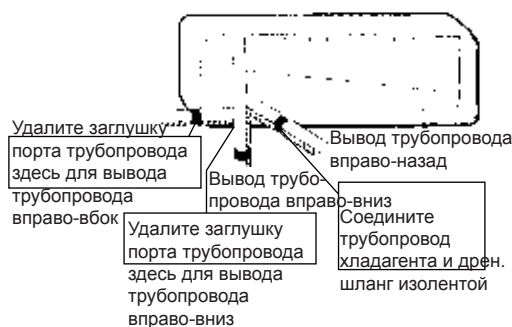 Удалите заглушку
порта трубопровода
здесь для вывода
трубопровода
вправо-вбок
Вывод трубо-
провода вправо-вниз
Удалите заглушку
порта трубопровода
здесь для вывода
трубопровода
вправо-вниз
Вывод трубопровода
вправо-назад
Соедините
трубопровод
хладагента и дрен.
шланг изолентой